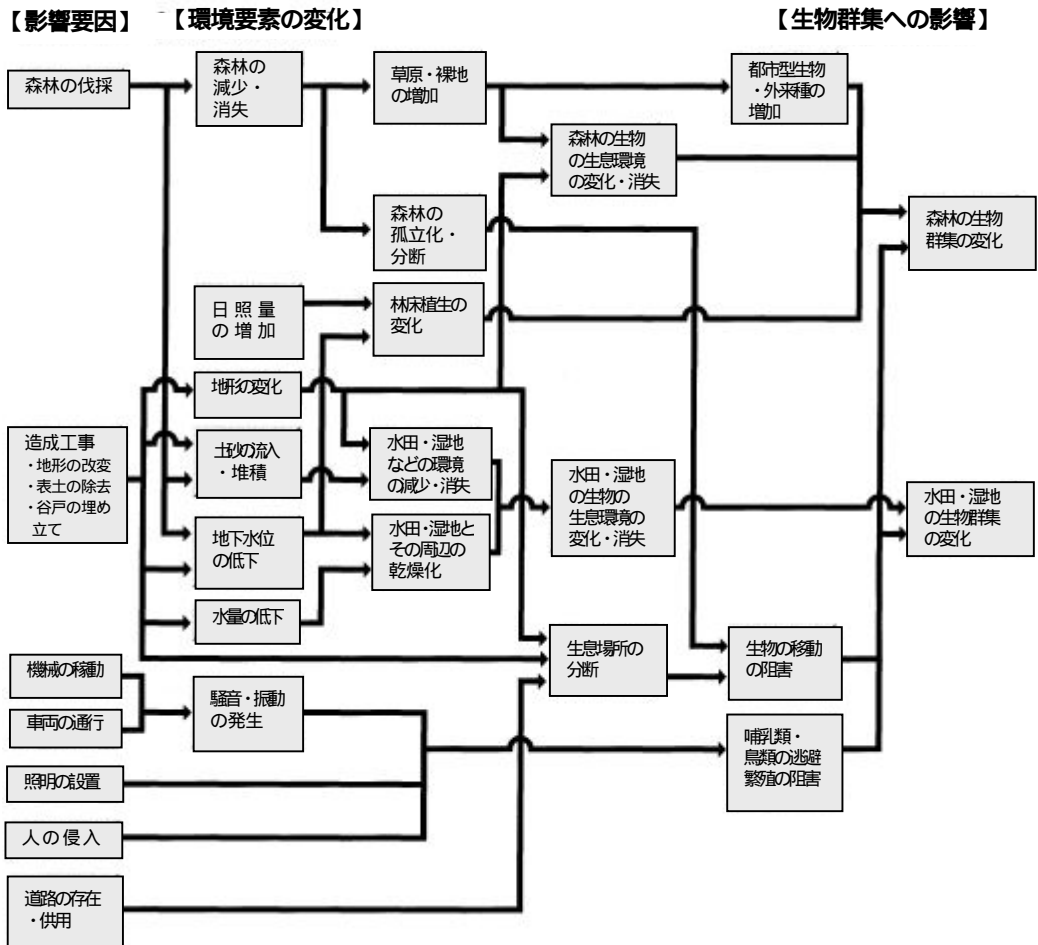 【影響要因】
【環境要素の変化】
【生物群集への影響】
森林の伐採
森林の
減少・
消失
草原・裸地
の増加
都市型生物
・外来種の
増加
森林の生物
の生息環境
の変化・消失
森林の
孤立化・
分断
森林の生物
群集の変化
日照量
の増加
林床植生の
変化
地形の変化
造成工事
・地形の改変
・表土の除去
・谷戸の埋め
立て
土砂の流入
・堆積
水田・湿地
などの環境
の減少・消失
水田・湿地
の生物の
生息環境の
変化・消失
水田・湿地
の生物群集
の変化
地下水位
の低下
水田・湿地と
その周辺の
乾燥化
水量の低下
生息場所の
分断
生物の移動
の阻害
機械の稼動
車両の通行
騒音・振動
の発生
哺乳類・
鳥類の逃避
繁殖の阻害
照明の設置
人の侵入
道路の存在
・供用